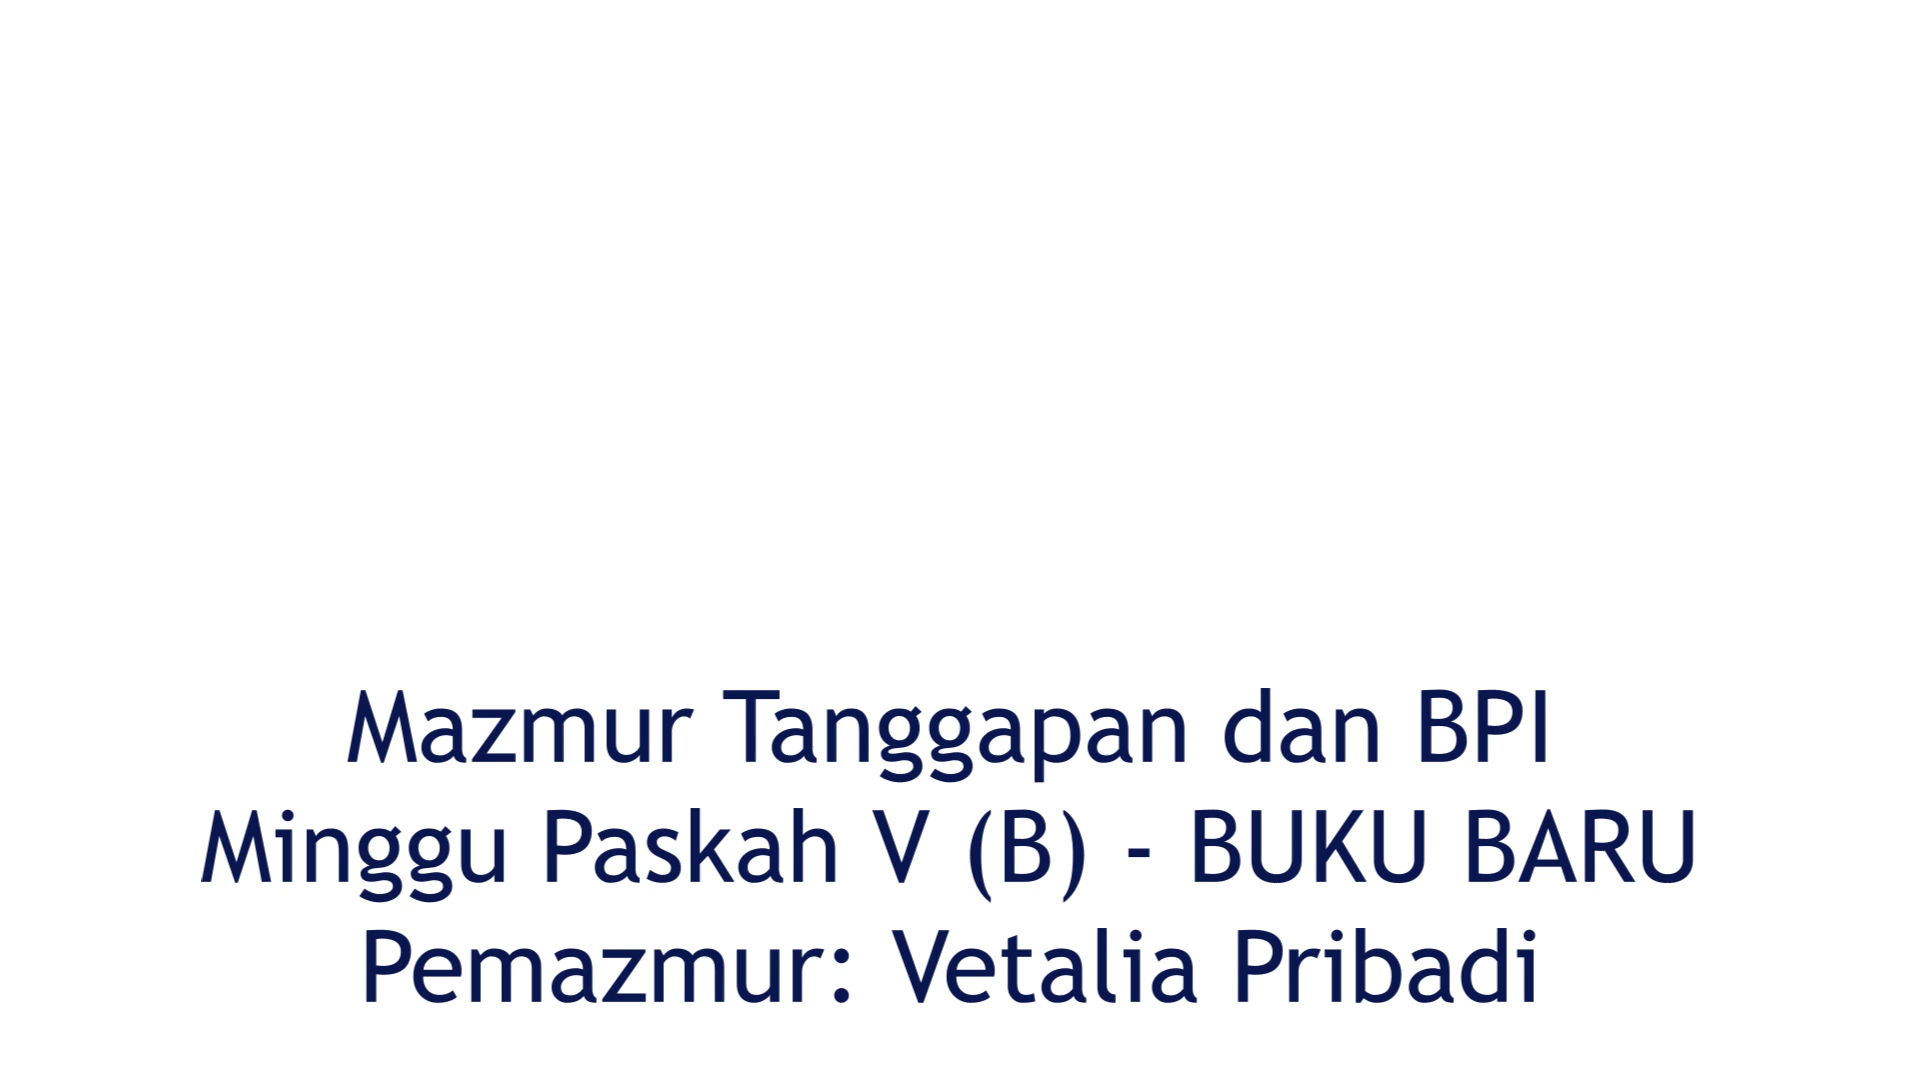 Mazmur Tanggapan dan BPI
Minggu Paskah V (B) - BUKU BARU
Pemazmur: Vetalia Pribadi